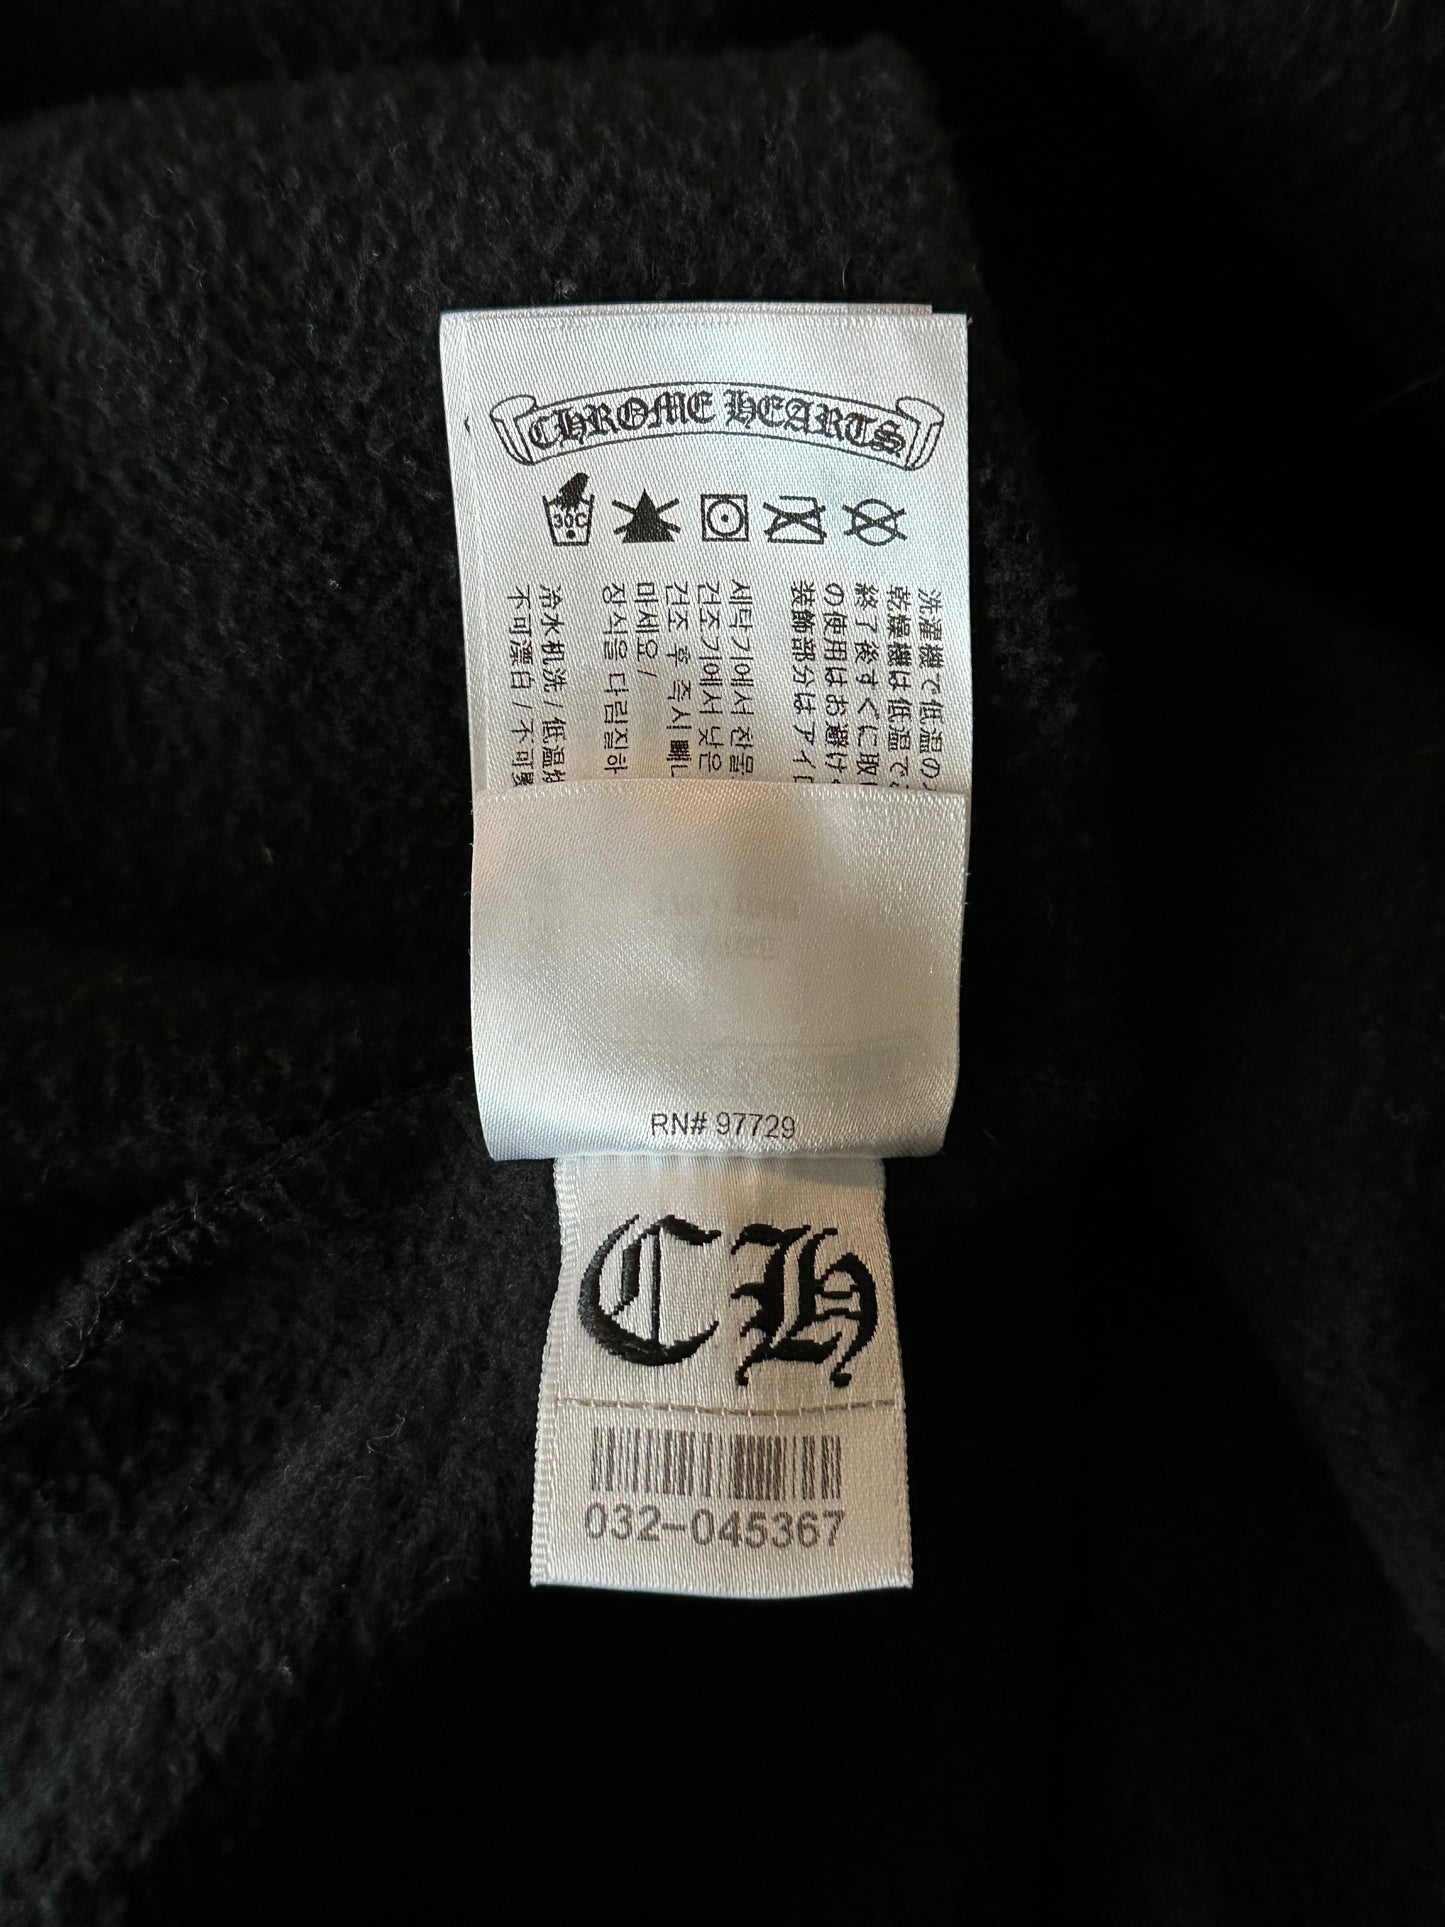 CHROME HEARTS
30C
洗濯機で低温の
乾燥機は低温で
終了後すぐに取
の使用はお避け
装飾部分はアイロ
세탁기에서 찬물
건조기에서 낮은
건조 후 즉시 빼
마세요 /
장식을 다림질하
冷水机洗 / 低温
不可漂白 / 不可
RN# 97729
CH
032-045367